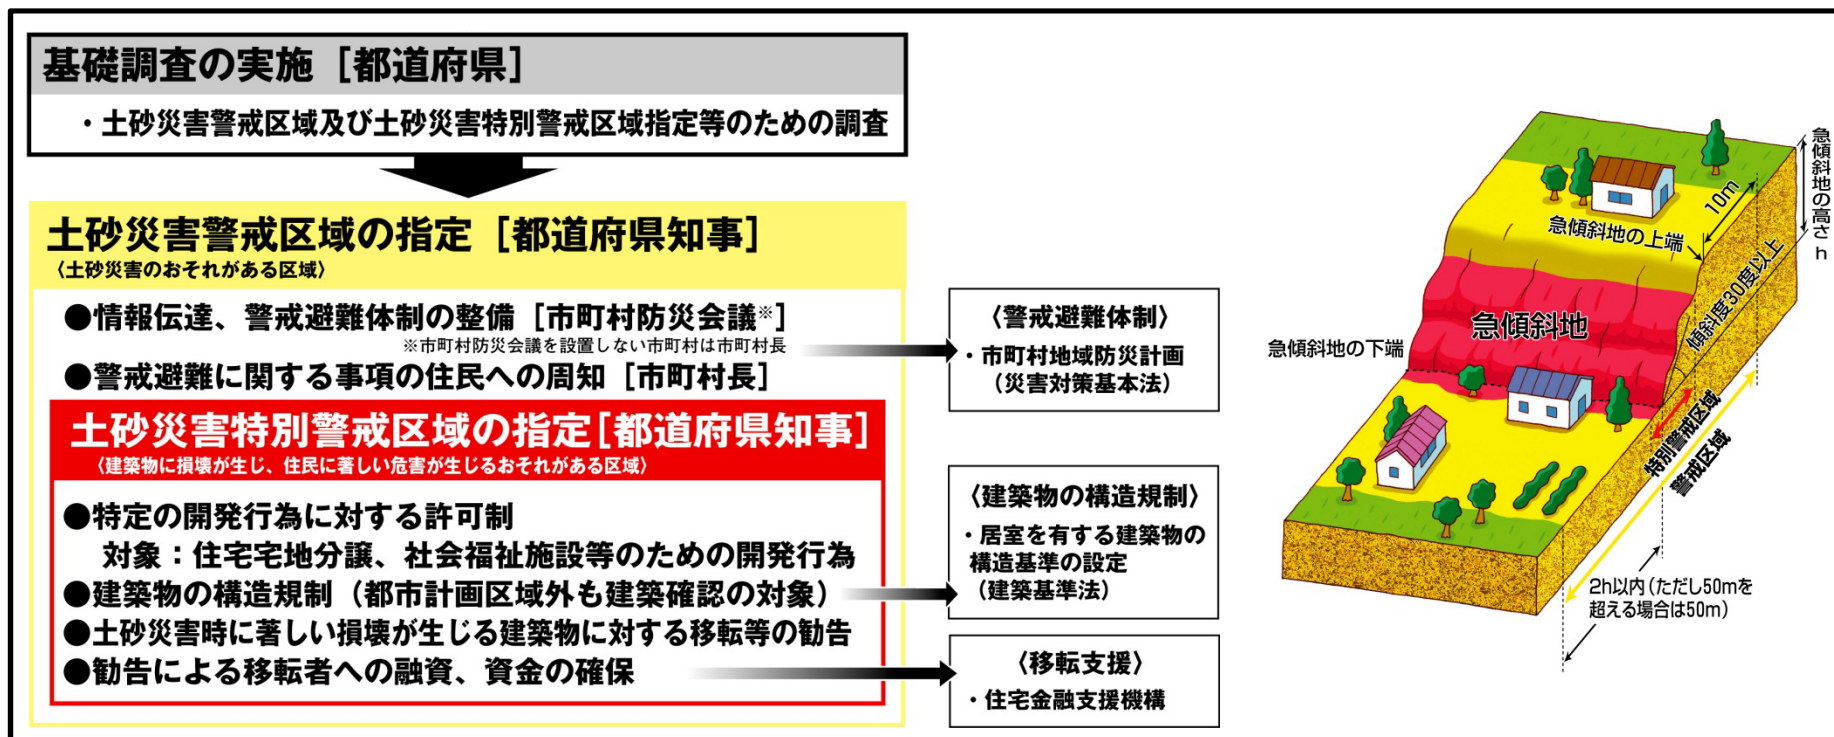 基礎調査の実施［都道府県］
・土砂災害警戒区域及び土砂災害特別警戒区域指定等のための調査
土砂災害警戒区域の指定［都道府県知事］
〈土砂災害のおそれがある区域〉
●情報伝達、警戒避難体制の整備［市町村防災会議※］
※市町村防災会議を設置しない市町村は市町村長
●警戒避難に関する事項の住民への周知［市町村長］
土砂災害特別警戒区域の指定［都道府県知事］
〈建築物に損壊が生じ、住民に著しい危害が生じるおそれがある区域〉
●特定の開発行為に対する許可制
対象：住宅宅地分譲、社会福祉施設等のための開発行為
●建築物の構造規制（都市計画区域外も建築確認の対象）
●土砂災害時に著しい損壊が生じる建築物に対する移転等の勧告
●勧告による移転者への融資、資金の確保
〈警戒避難体制〉
・市町村地域防災計画
（災害対策基本法）
〈建築物の構造規制〉
・居室を有する建築物の
構造基準の設定
（建築基準法）
〈移転支援〉
・住宅金融支援機構
急傾斜地の高さh
10m
急傾斜地の上端
傾斜度30度以上
急傾斜地
急傾斜地の下端
特別警戒区域
警戒区域
2h以内（ただし50mを
超える場合は50m）